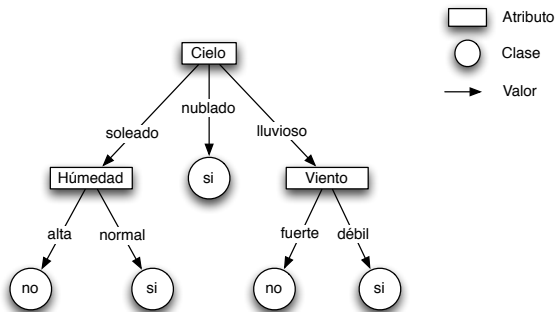 Atributo
Cielo
Clase
Valor
nublado
soleado
lluvioso
Húmedad
si
Viento
alta
normal
fuerte
débil
no
si
no
si